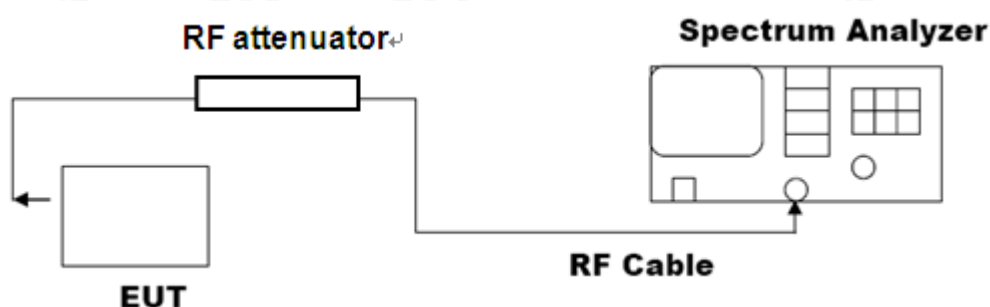 RF attenuator↵
Spectrum Analyzer
RF Cable
EUT